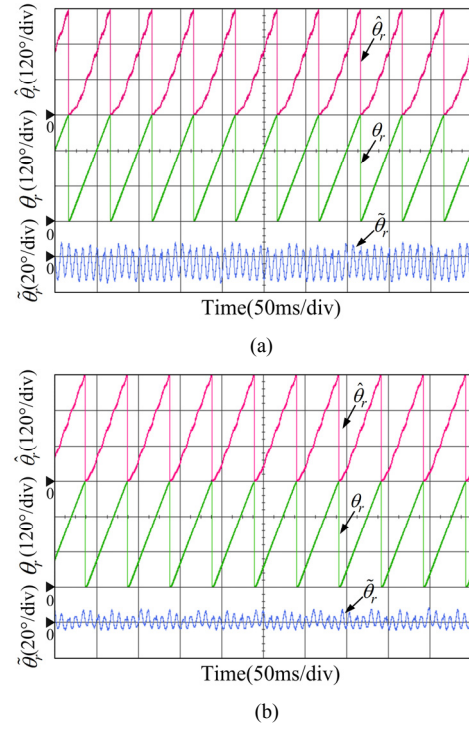 θ̂r(120°/div)
θr(120°/div)
θ̃r(20°/div)
0
0
0
θ̂r
θr
θ̃r
Time(50ms/div)
(a)
θ̂r(120°/div)
θr(120°/div)
θ̃r(20°/div)
0
0
0
θ̂r
θr
θ̃r
Time(50ms/div)
(b)